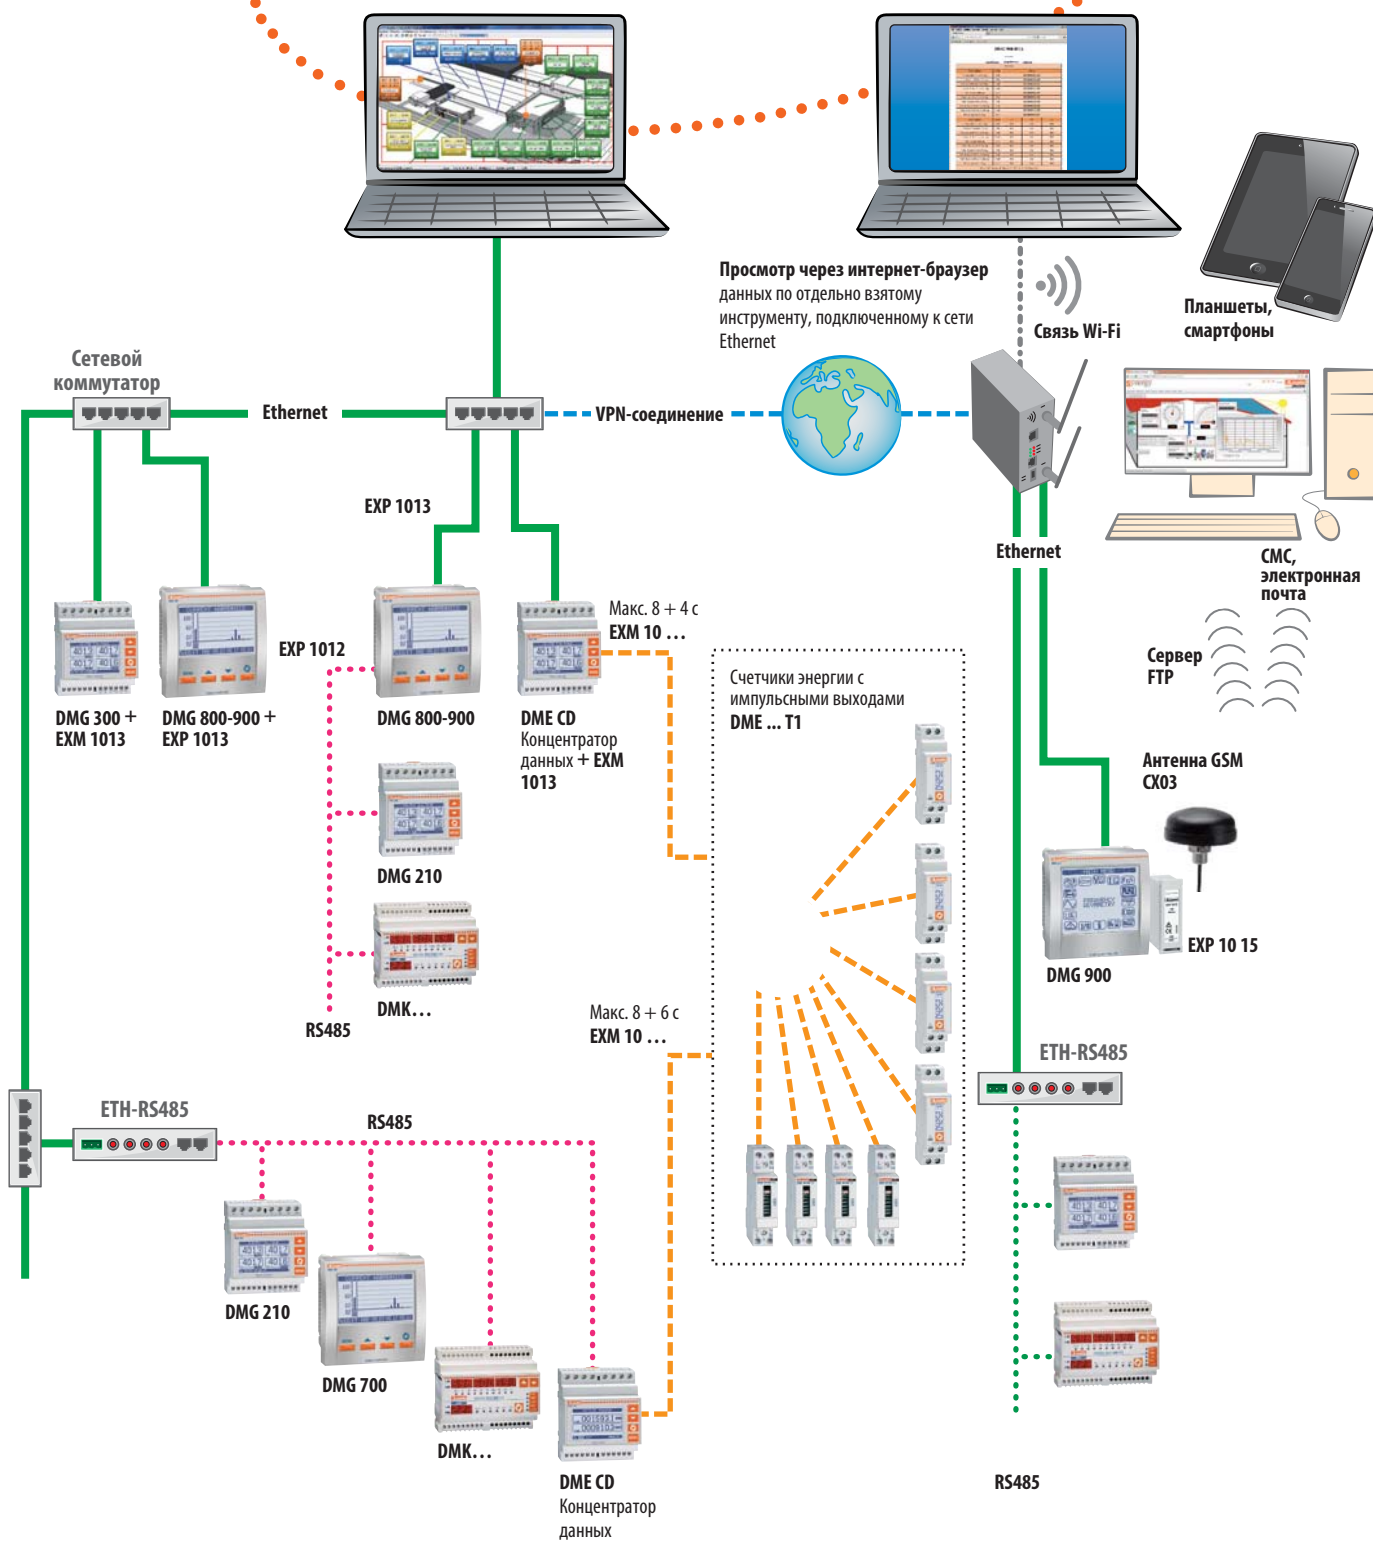 Просмотр через интернет-браузер
данных по отдельно взятому
инструменту, подключенному к сети
Ethernet
Связь Wi-Fi
Планшеты,
смартфоны
Сетевой
коммутатор
Ethernet
VPN-соединение
EXP 1013
Ethernet
СМС,
электронная
почта
Сервер
FTP
Макс. 8 + 4 с
EXM 10 ...
EXP 1012
DMG 300 +
EXM 1013
DMG 800-900 +
EXP 1013
DMG 800-900
DME CD
Концентратор
данных + EXM
1013
Счетчики энергии с
импульсными выходами
DME ... T1
Антенна GSM
CX03
DMG 210
EXP 10 15
DMG 900
DMK...
RS485
Макс. 8 + 6 с
EXM 10 ...
ETH-RS485
ETH-RS485
RS485
DMG 210
DMG 700
DMK...
DME CD
Концентратор
данных
RS485